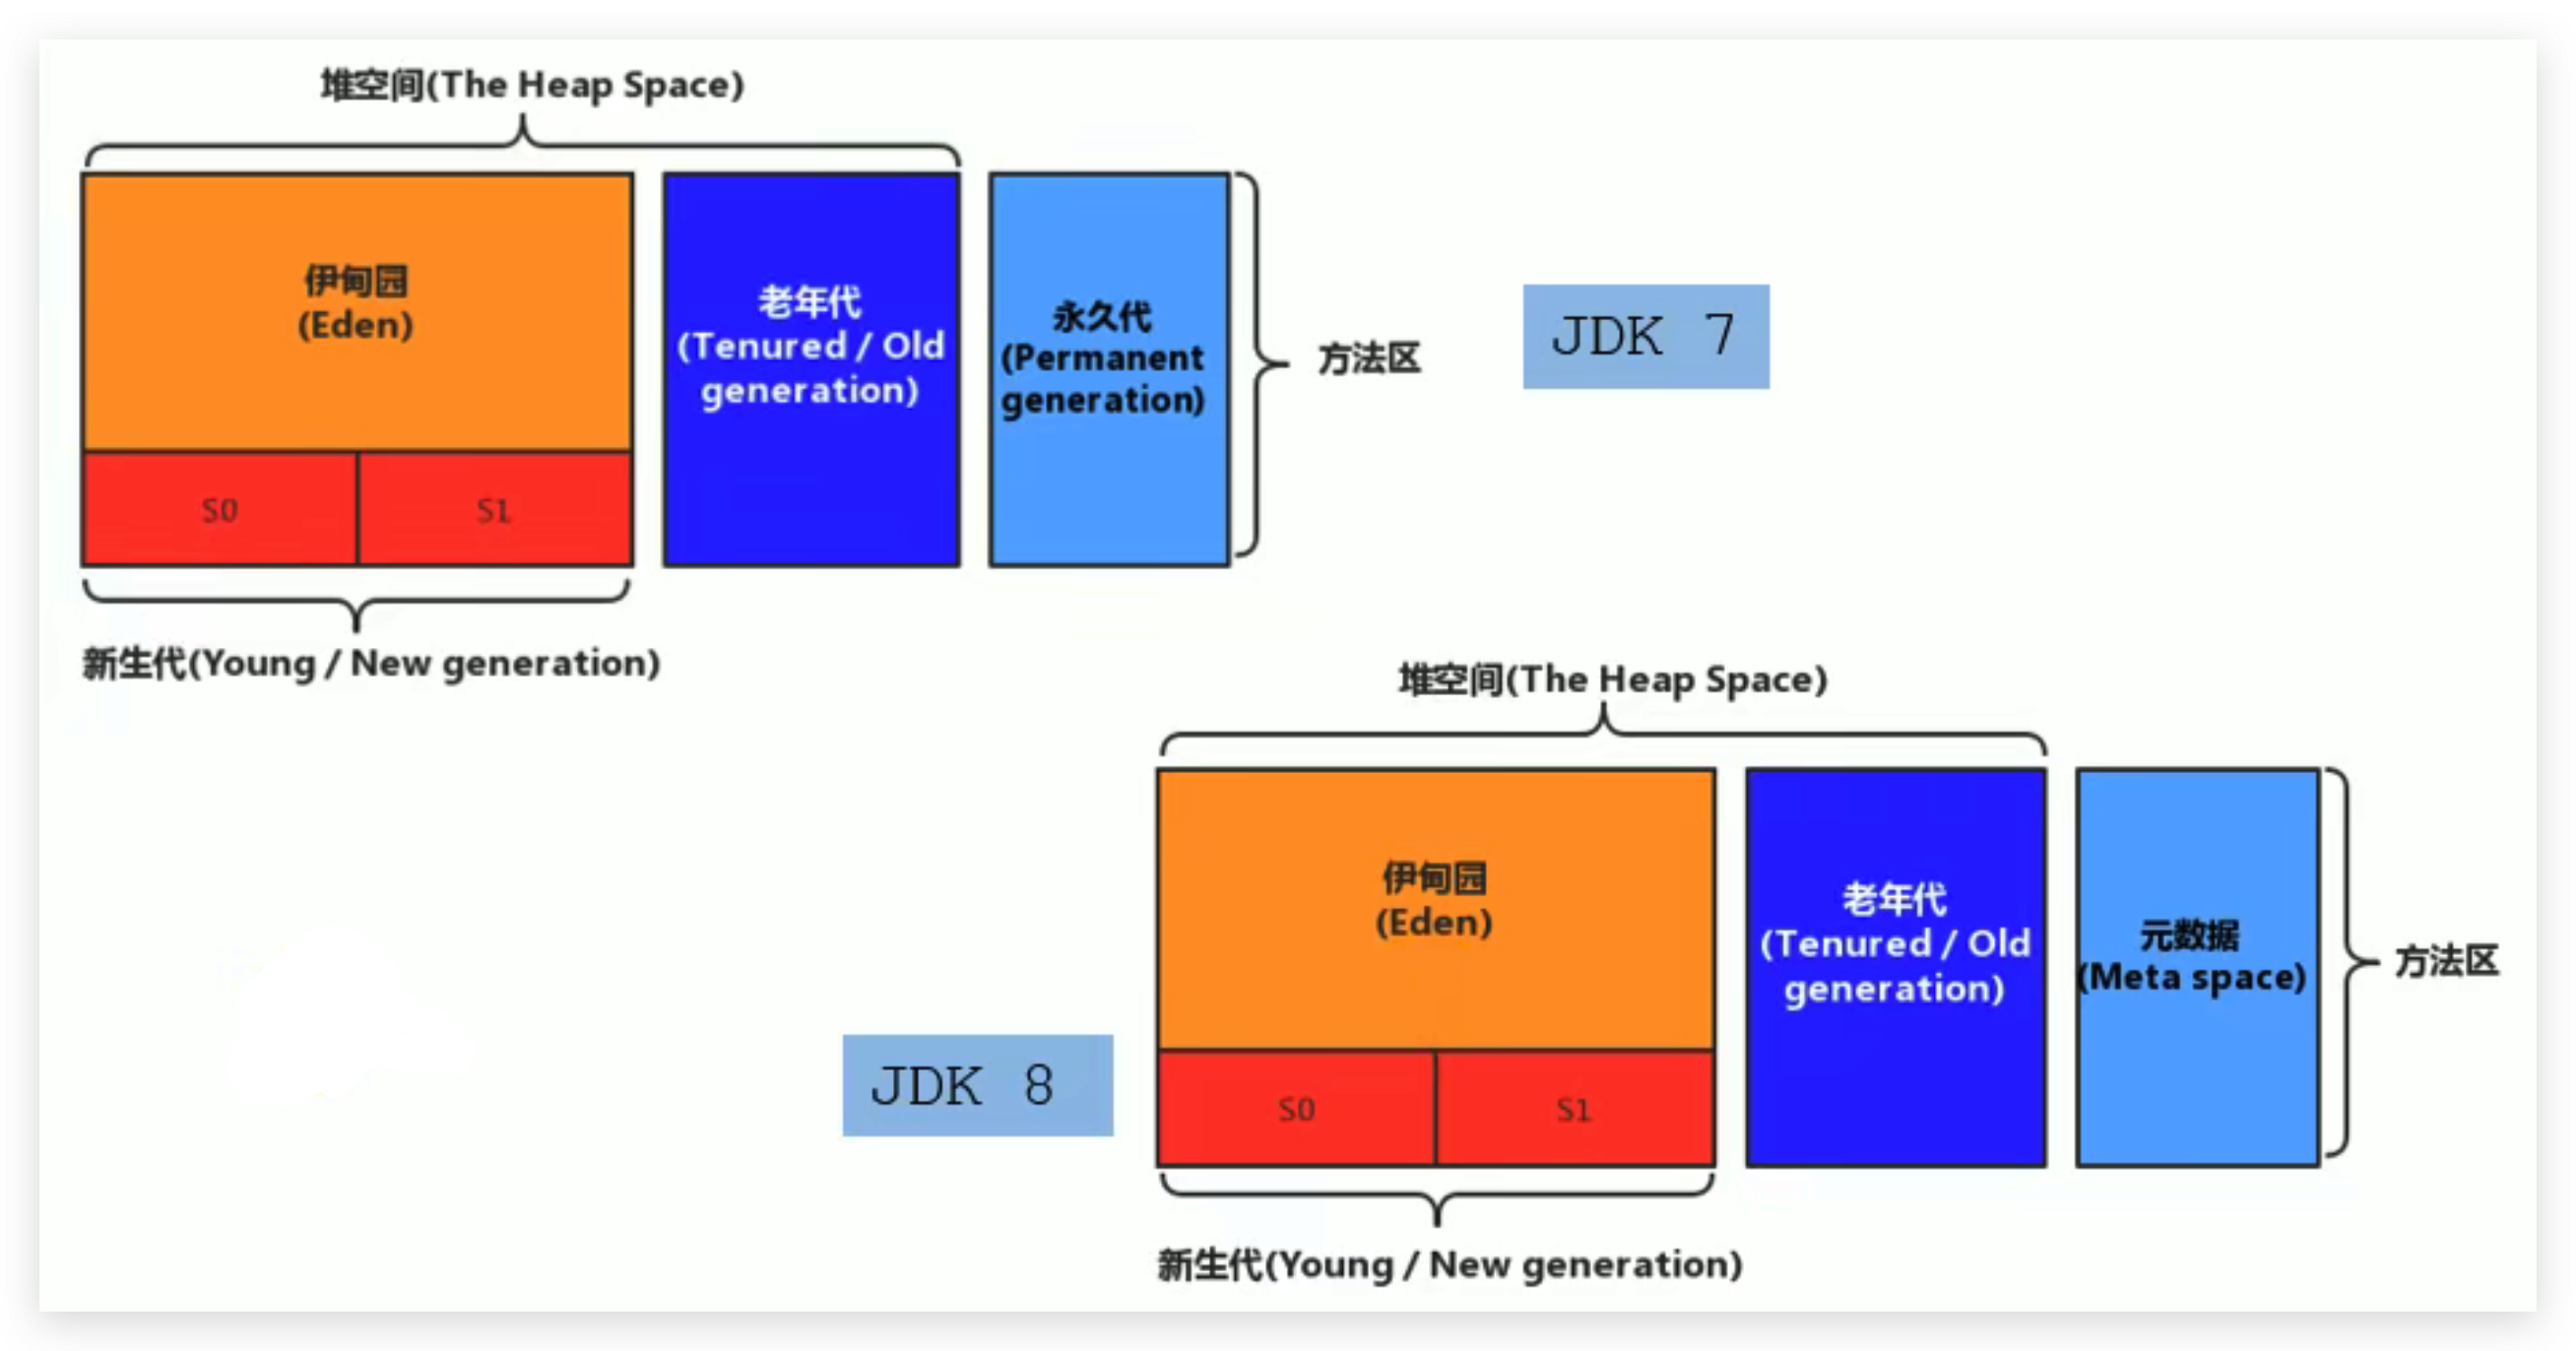 堆空间(The Heap Space)
伊甸园
(Eden)
S0
S1
老年代
(Tenured / Old
generation)
永久代
(Permanent
generation)
方法区
JDK 7
新生代(Young / New generation)
堆空间(The Heap Space)
伊甸园
(Eden)
S0
S1
老年代
(Tenured / Old
generation)
元数据
(Meta space)
方法区
JDK 8
新生代(Young / New generation)